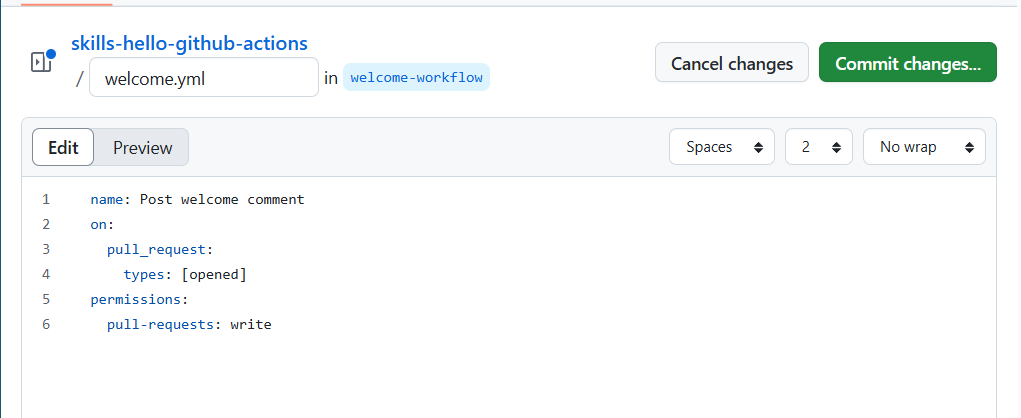 skills-hello-github-actions
/ welcome.yml in welcome-workflow
Cancel changes Commit changes...
Edit Preview Spaces 2 No wrap
1 name: Post welcome comment
2 on:
3   pull_request:
4     types: [opened]
5 permissions:
6   pull-requests: write